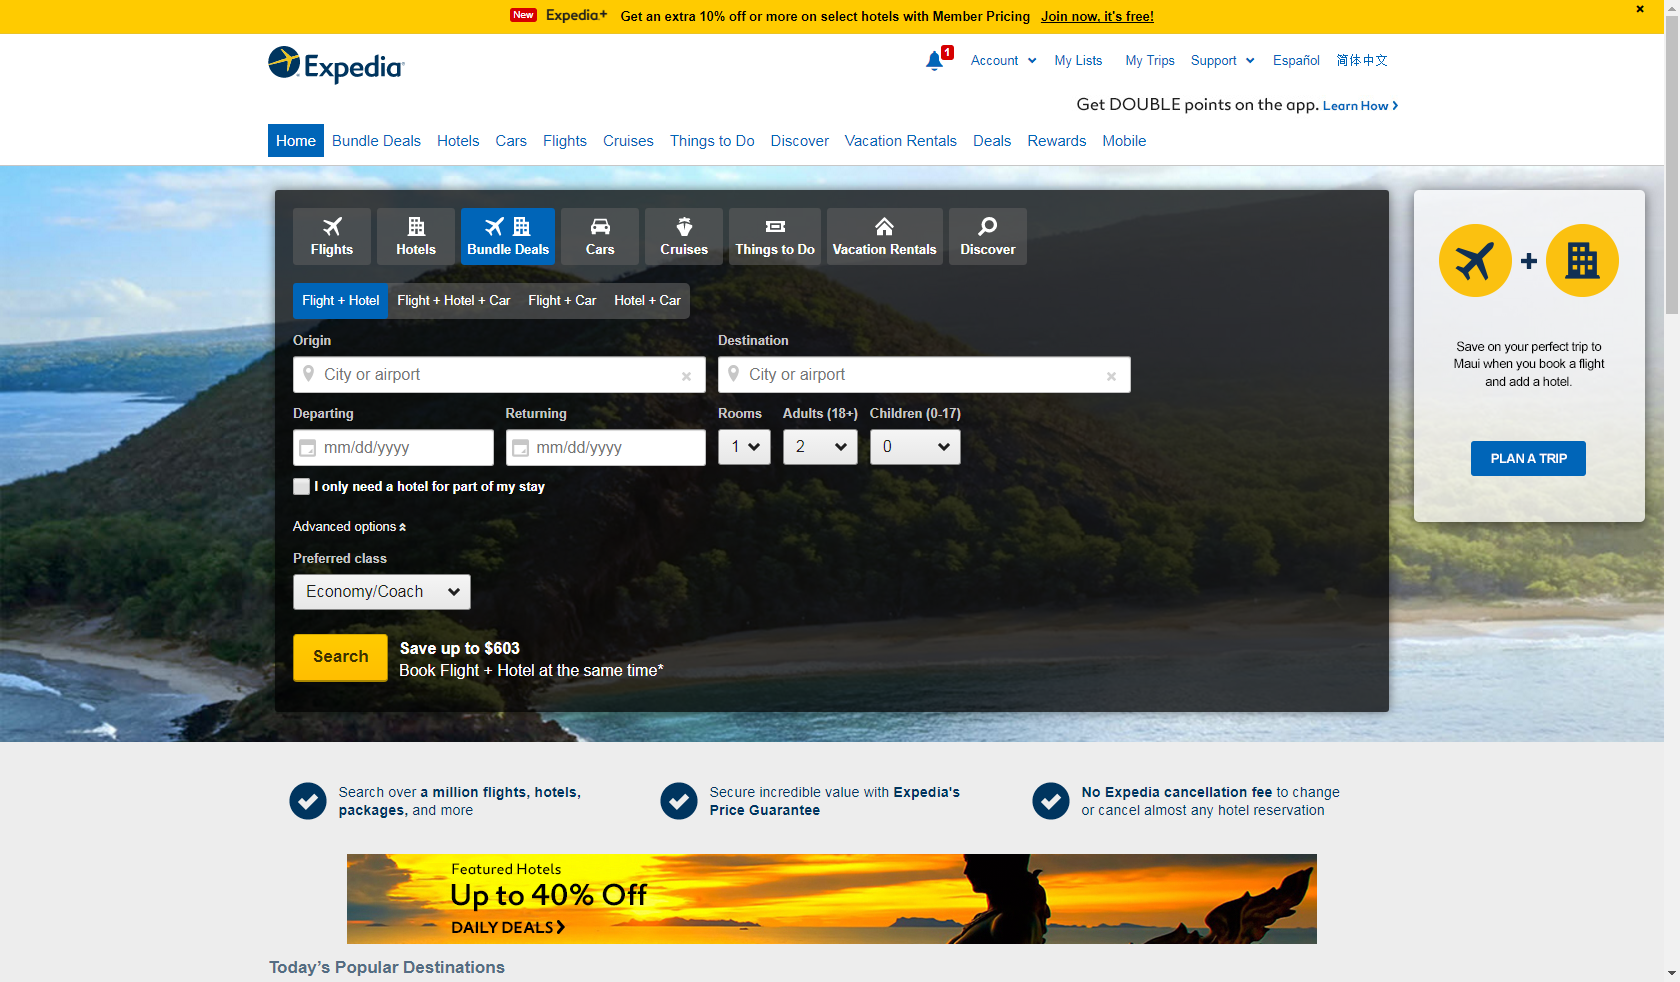 New Expedia+ Get an extra 10% off or more on select hotels with Member Pricing Join now, it's free!
Expedia
1
Account My Lists My Trips Support Español 简体中文
Get DOUBLE points on the app. Learn How
Home Bundle Deals Hotels Cars Flights Cruises Things to Do Discover Vacation Rentals Deals Rewards Mobile
Flights Hotels Bundle Deals Cars Cruises Things to Do Vacation Rentals Discover
Flight + Hotel Flight + Hotel + Car Flight + Car Hotel + Car
Origin Destination
City or airport City or airport
Departing Returning Rooms Adults (18+) Children (0-17)
mm/dd/yyyy mm/dd/yyyy 1 2 0
I only need a hotel for part of my stay
Advanced options
Preferred class
Economy/Coach
Search
Save up to $603
Book Flight + Hotel at the same time*
Save on your perfect trip to
Maui when you book a flight
and add a hotel.
PLAN A TRIP
Search over a million flights, hotels,
packages, and more
Secure incredible value with Expedia's
Price Guarantee
No Expedia cancellation fee to change
or cancel almost any hotel reservation
Featured Hotels
Up to 40% Off
DAILY DEALS
Today's Popular Destinations